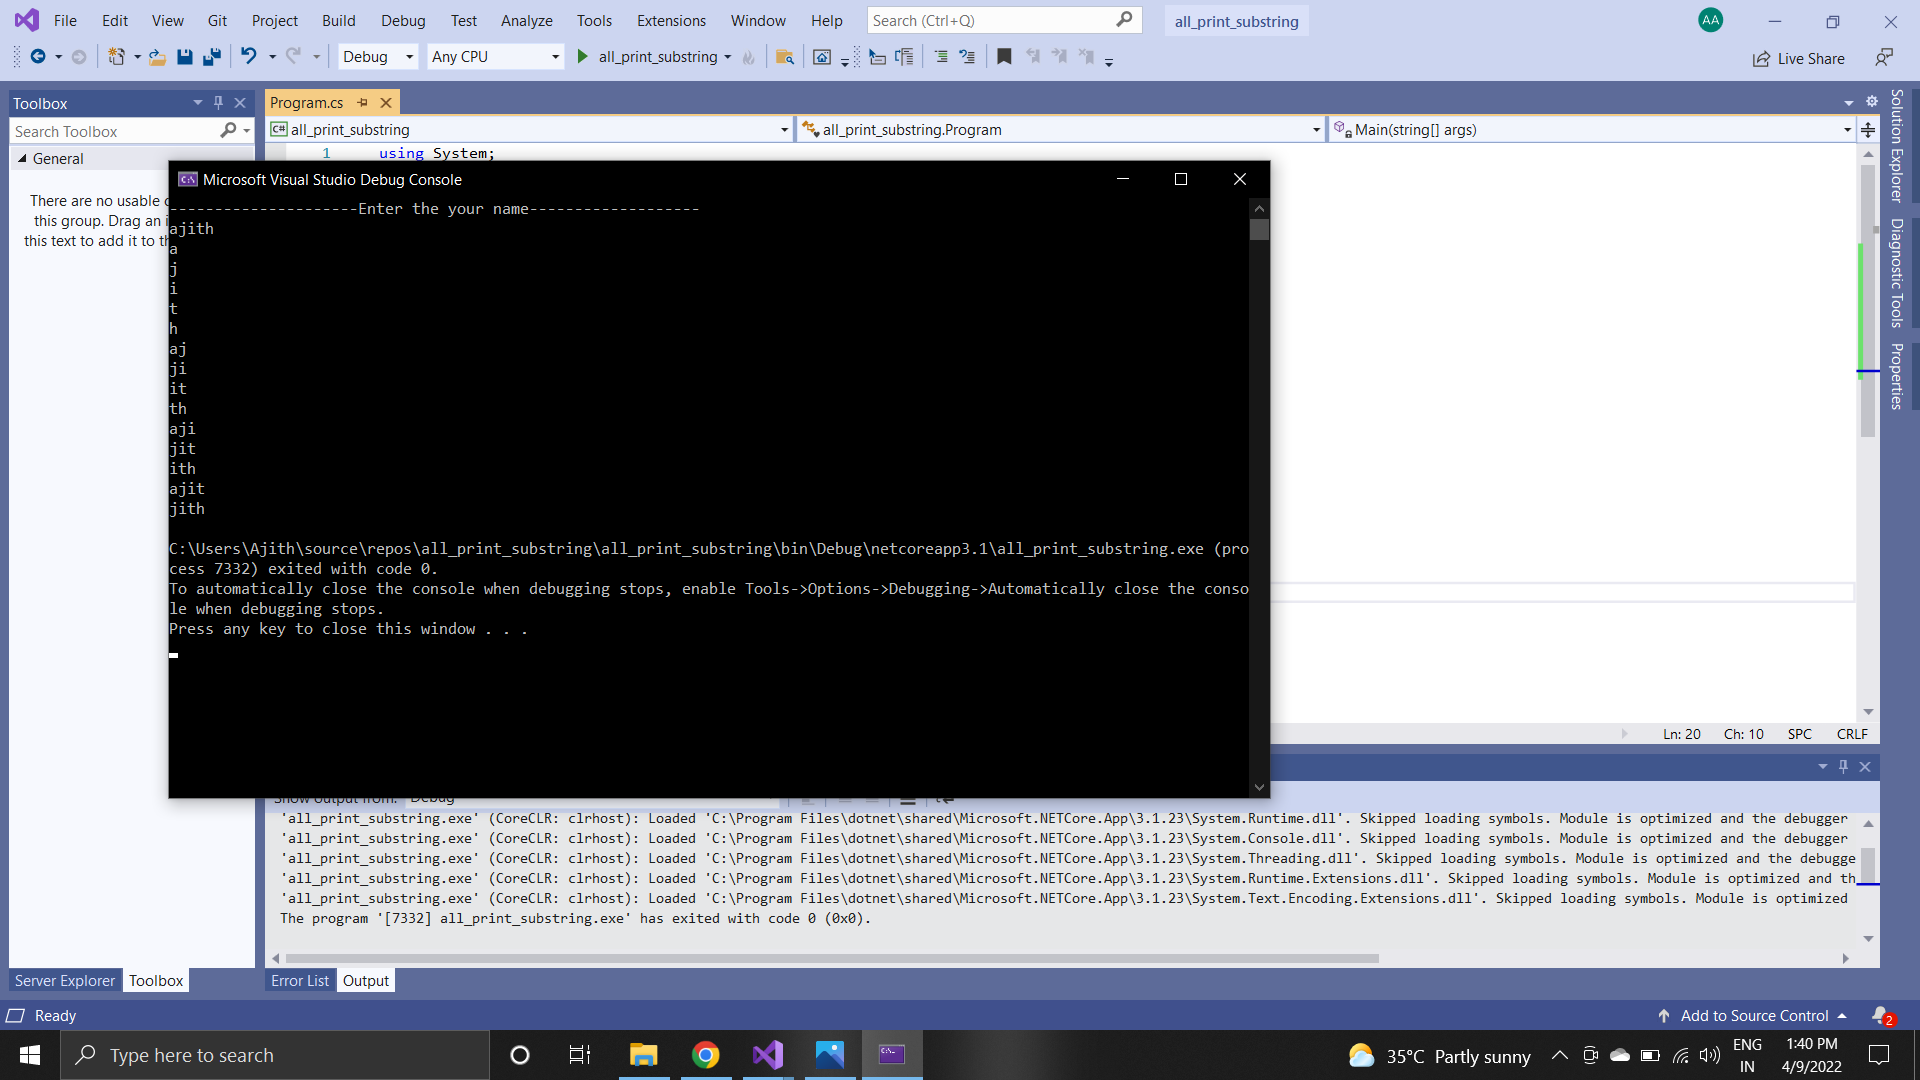 File Edit View Git Project Build Debug Test Analyze Tools Extensions Window Help Search (Ctrl+Q) all_print_substring AA
Debug Any CPU all_print_substring Live Share
Toolbox
Search Toolbox
General
There are no usable
this group. Drag an
this text to add it to
Program.cs
all_print_substring all_print_substring.Program Main(string[] args)
1 using System;
Microsoft Visual Studio Debug Console
---------------------Enter the your name-------------------
ajith
a
j
i
t
h
aj
ji
it
th
aji
jit
ith
ajit
jith
C:\Users\Ajith\source\repos\all_print_substring\all_print_substring\bin\Debug\netcoreapp3.1\all_print_substring.exe (pro
cess 7332) exited with code 0.
To automatically close the console when debugging stops, enable Tools->Options->Debugging->Automatically close the conso
le when debugging stops.
Press any key to close this window . . .
Solution Explorer
Diagnostic Tools
Properties
Ln: 20 Ch: 10 SPC CRLF
Show output from: Debug
'all_print_substring.exe' (CoreCLR: clrhost): Loaded 'C:\Program Files\dotnet\shared\Microsoft.NETCore.App\3.1.23\System.Runtime.dll'. Skipped loading symbols. Module is optimized and the debugger
'all_print_substring.exe' (CoreCLR: clrhost): Loaded 'C:\Program Files\dotnet\shared\Microsoft.NETCore.App\3.1.23\System.Console.dll'. Skipped loading symbols. Module is optimized and the debugger
'all_print_substring.exe' (CoreCLR: clrhost): Loaded 'C:\Program Files\dotnet\shared\Microsoft.NETCore.App\3.1.23\System.Threading.dll'. Skipped loading symbols. Module is optimized and the debugge
'all_print_substring.exe' (CoreCLR: clrhost): Loaded 'C:\Program Files\dotnet\shared\Microsoft.NETCore.App\3.1.23\System.Runtime.Extensions.dll'. Skipped loading symbols. Module is optimized and th
'all_print_substring.exe' (CoreCLR: clrhost): Loaded 'C:\Program Files\dotnet\shared\Microsoft.NETCore.App\3.1.23\System.Text.Encoding.Extensions.dll'. Skipped loading symbols. Module is optimized
The program '[7332] all_print_substring.exe' has exited with code 0 (0x0).
Server Explorer Toolbox Error List Output
Ready Add to Source Control 2
Type here to search 35°C Partly sunny ENG IN 1:40 PM 4/9/2022